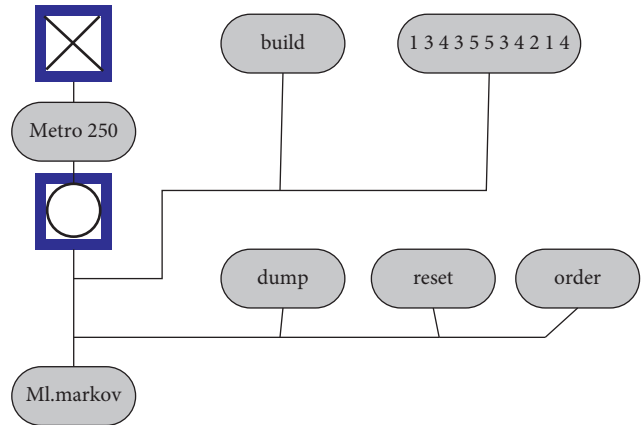 build
1 3 4 3 5 5 3 4 2 1 4
Metro 250
dump
reset
order
Ml.markov